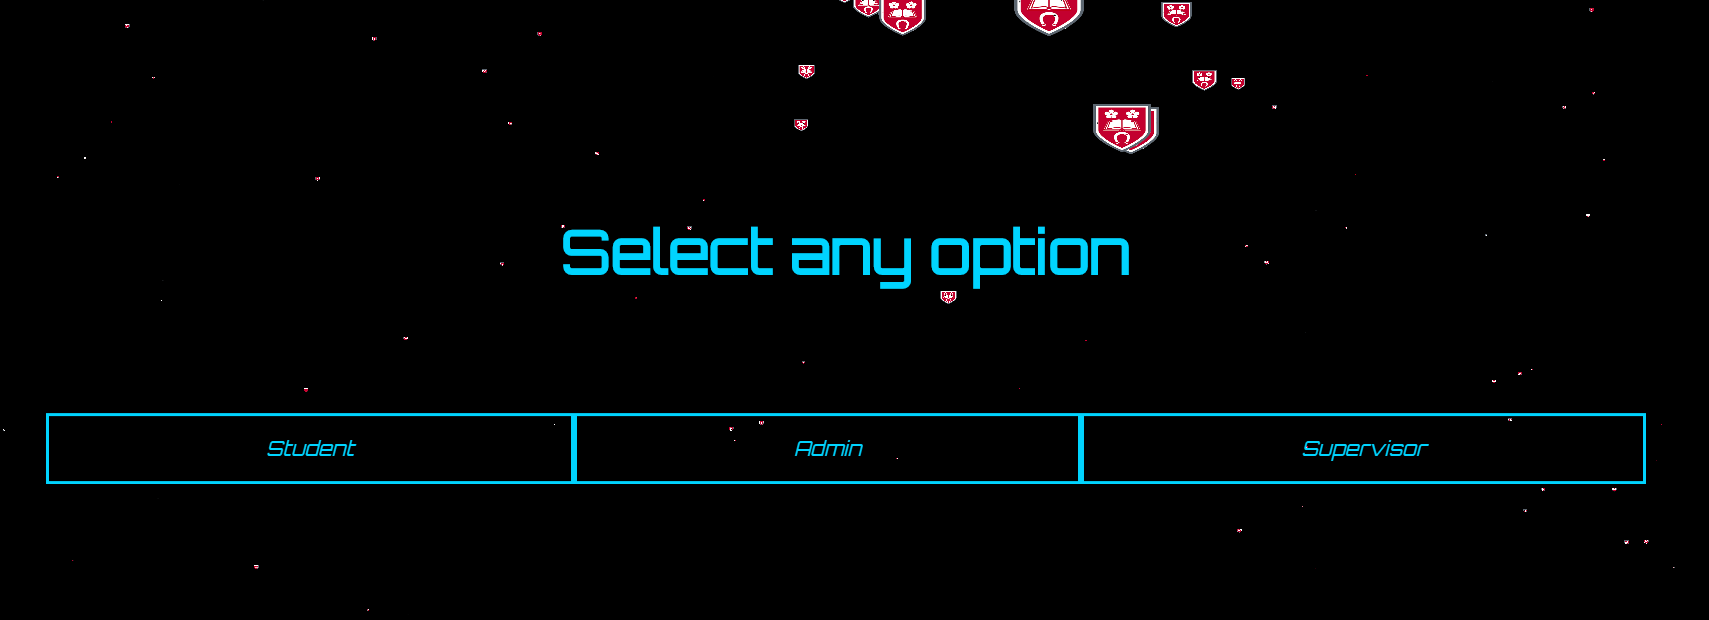 Select any option
Student
Admin
Supervisor